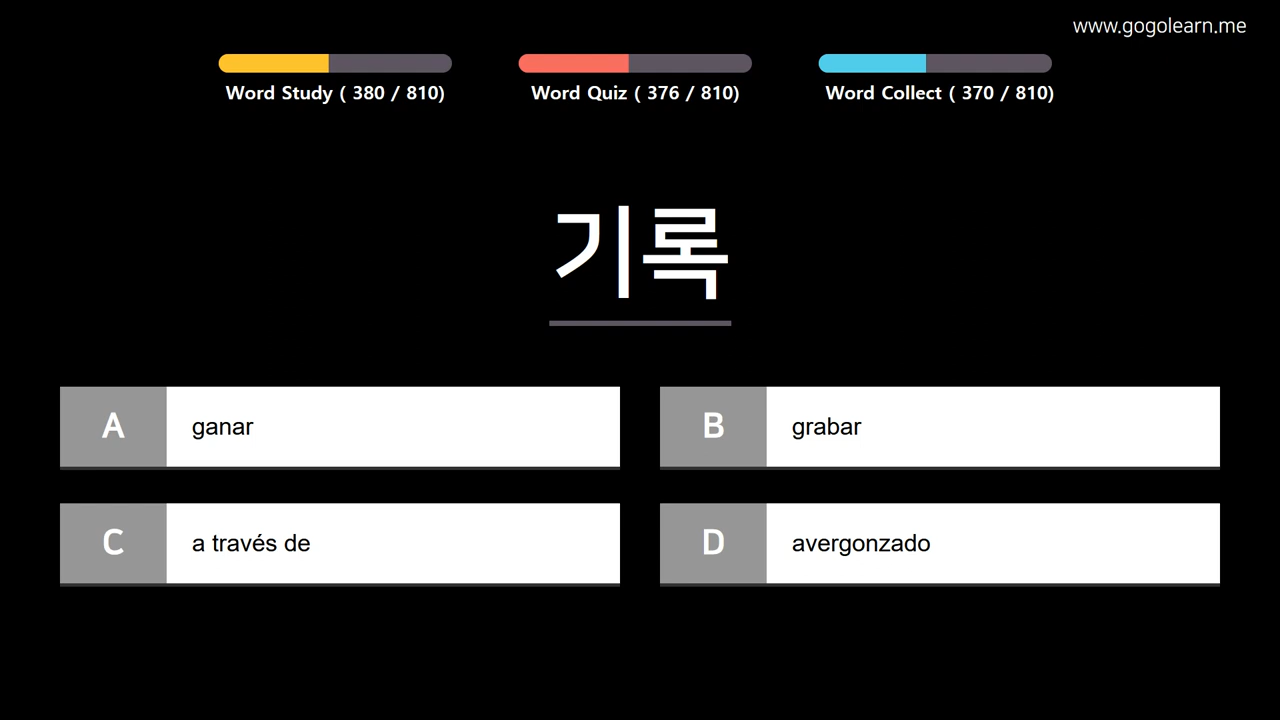 www.gogolearn.me
Word Study ( 380 / 810)
Word Quiz ( 376 / 810)
Word Collect ( 370 / 810)
기록
A ganar
B grabar
C a través de
D avergonzado